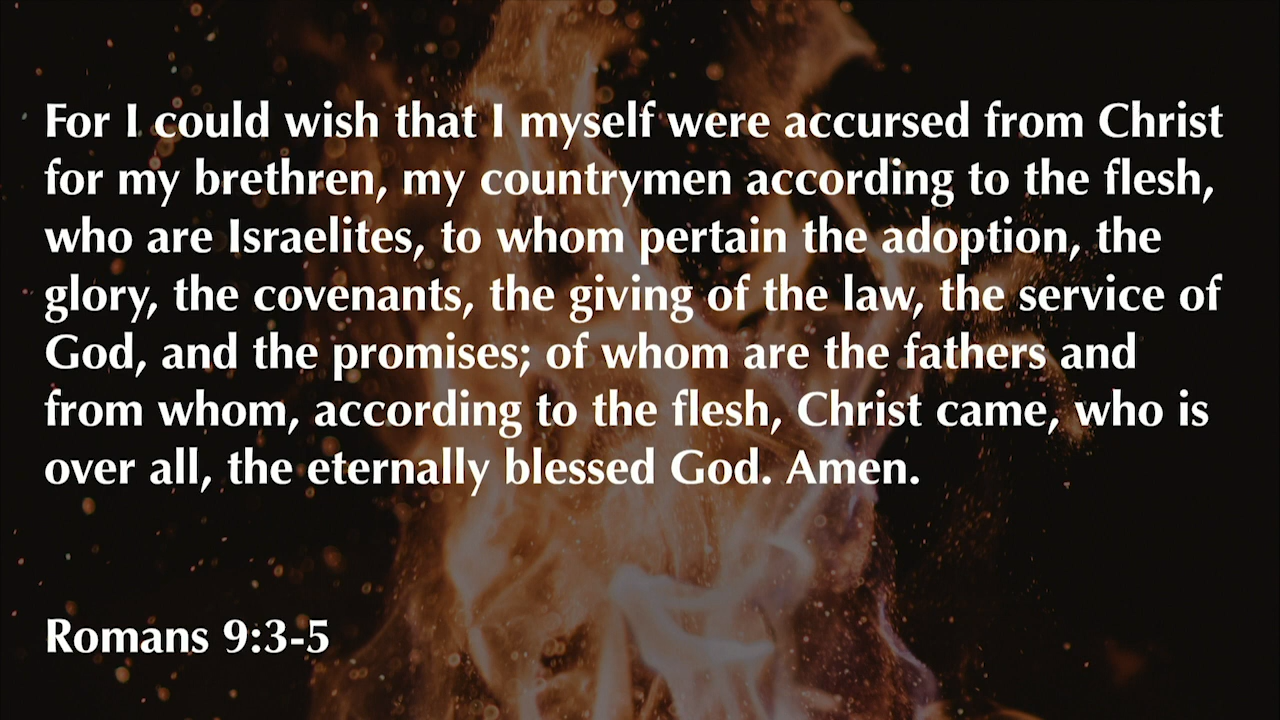 For I could wish that I myself were accursed from Christ
for my brethren, my countrymen according to the flesh,
who are Israelites, to whom pertain the adoption, the
glory, the covenants, the giving of the law, the service of
God, and the promises; of whom are the fathers and
from whom, according to the flesh, Christ came, who is
over all, the eternally blessed God. Amen.
Romans 9:3-5